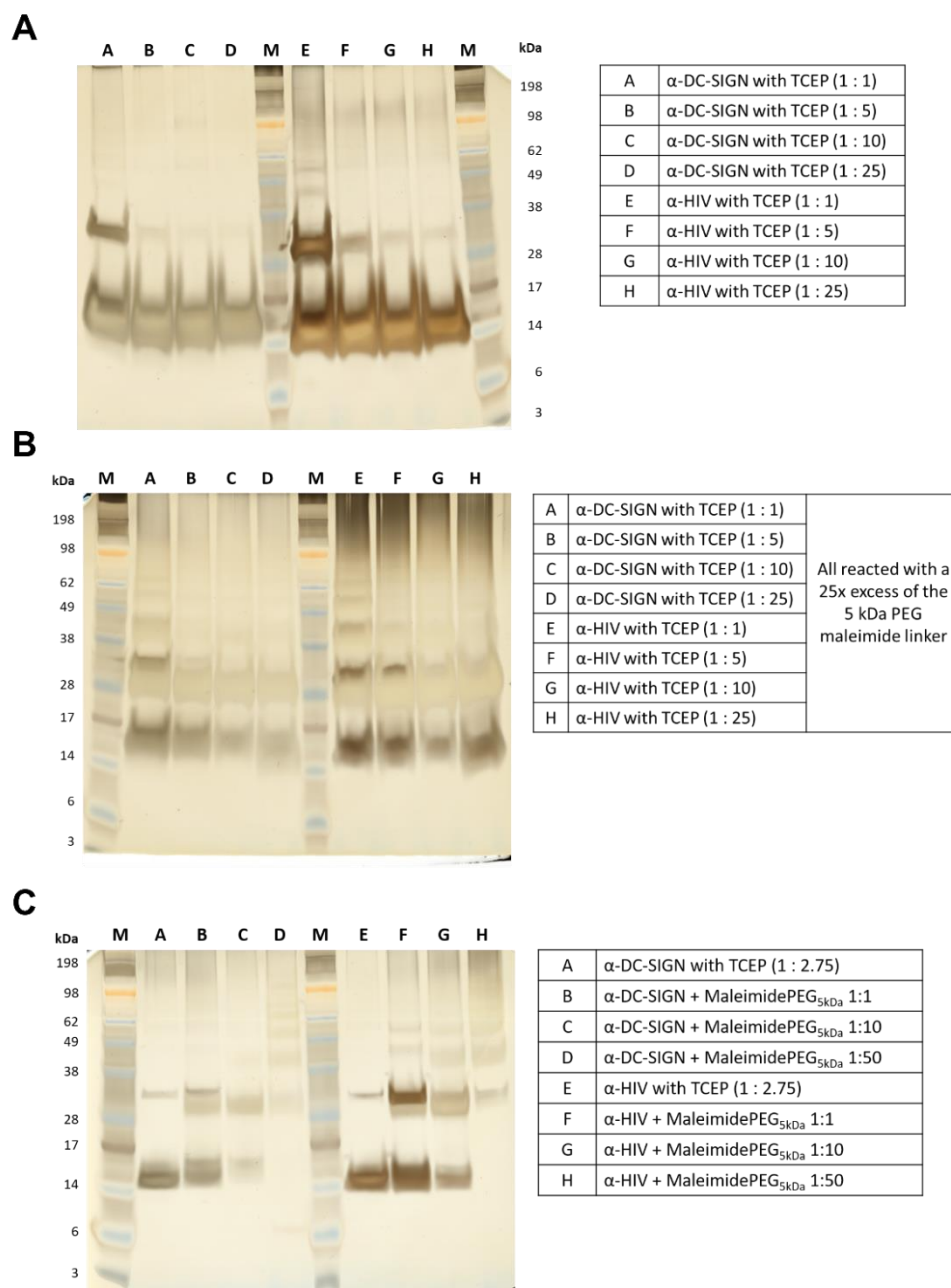 A
A B C D M E F G H M kDa
198
98
62
49
38
28
17
14
6
3
A α-DC-SIGN with TCEP (1 : 1)
B α-DC-SIGN with TCEP (1 : 5)
C α-DC-SIGN with TCEP (1 : 10)
D α-DC-SIGN with TCEP (1 : 25)
E α-HIV with TCEP (1 : 1)
F α-HIV with TCEP (1 : 5)
G α-HIV with TCEP (1 : 10)
H α-HIV with TCEP (1 : 25)
B
kDa M A B C D M E F G H
198
98
62
49
38
28
17
14
6
3
A α-DC-SIGN with TCEP (1 : 1)
B α-DC-SIGN with TCEP (1 : 5)
C α-DC-SIGN with TCEP (1 : 10)
D α-DC-SIGN with TCEP (1 : 25)
E α-HIV with TCEP (1 : 1)
F α-HIV with TCEP (1 : 5)
G α-HIV with TCEP (1 : 10)
H α-HIV with TCEP (1 : 25)
All reacted with a
25x excess of the
5 kDa PEG
maleimide linker
C
kDa M A B C D M E F G H
198
98
62
49
38
28
17
14
6
3
A α-DC-SIGN with TCEP (1 : 2.75)
B α-DC-SIGN + MaleimidePEG5kDa 1:1
C α-DC-SIGN + MaleimidePEG5kDa 1:10
D α-DC-SIGN + MaleimidePEG5kDa 1:50
E α-HIV with TCEP (1 : 2.75)
F α-HIV + MaleimidePEG5kDa 1:1
G α-HIV + MaleimidePEG5kDa 1:10
H α-HIV + MaleimidePEG5kDa 1:50